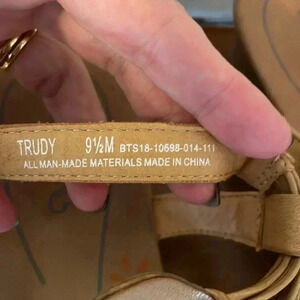 TRUDY 9½M BTS18-10698-014-111
ALL MAN-MADE MATERIALS MADE IN CHINA